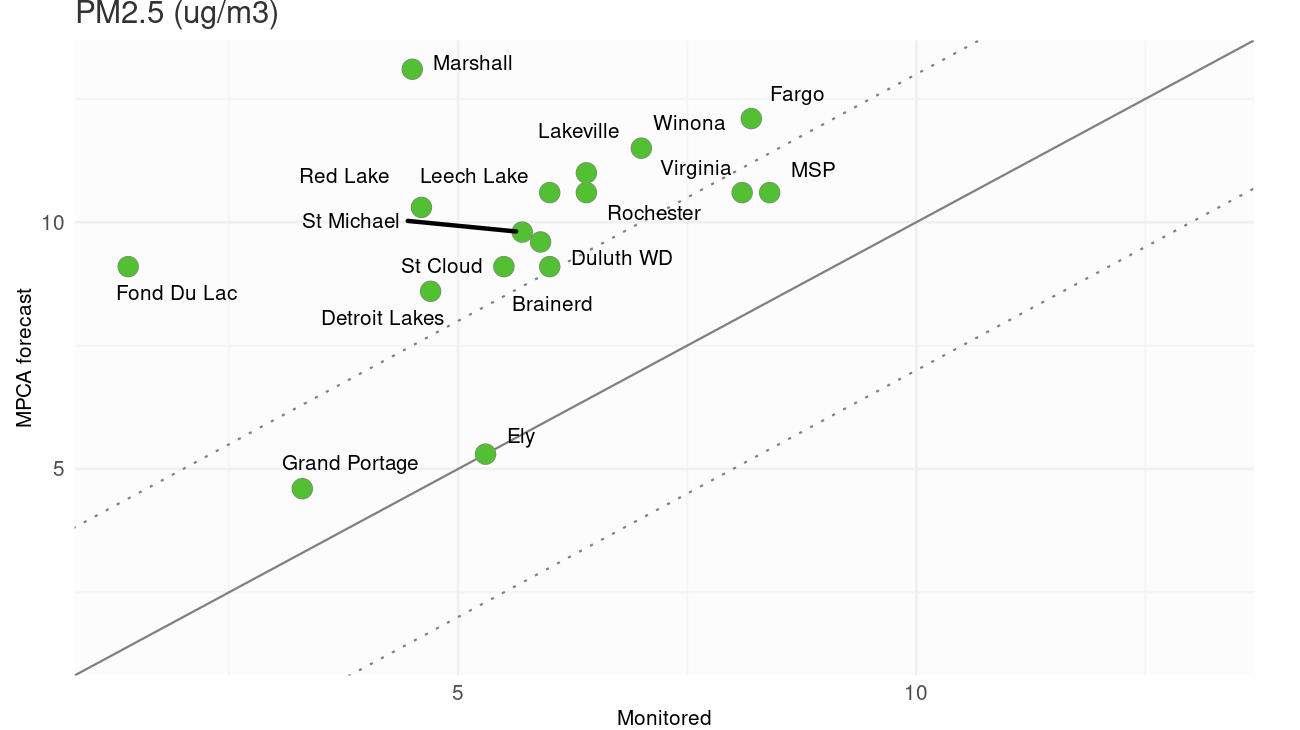 PM2.5 (ug/m3)
Marshall
Fargo
Winona
Lakeville
Virginia
MSP
Red Lake
Leech Lake
Rochester
St Michael
10
Duluth WD
St Cloud
Fond Du Lac
Brainerd
Detroit Lakes
MPCA forecast
Ely
Grand Portage
5
5
10
Monitored